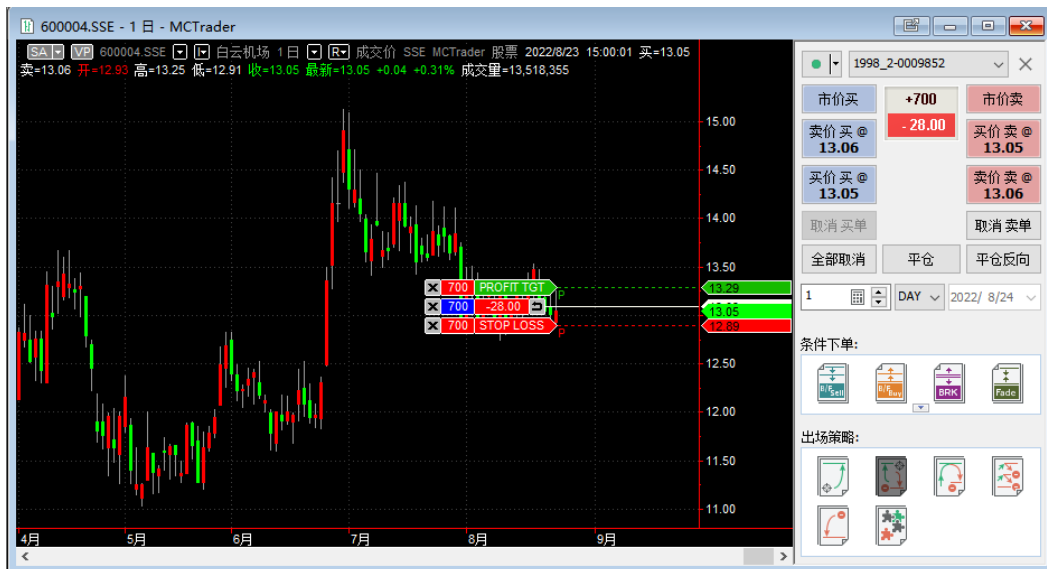 600004.SSE - 1 日 - MCTrader
SA VP 600004.SSE 白云机场 1日 R 成交价 SSE MCTrader 股票 2022/8/23 15:00:01 买=13.05
卖=13.06 开=12.93 高=13.25 低=12.91 收=13.05 最新=13.05 +0.04 +0.31% 成交量=13,518,355
15.00
14.50
14.00
13.50
700 PROFIT TGT P 13.29
700 -28.00 13.05
700 STOP LOSS P 12.89
12.50
12.00
11.50
11.00
4月 5月 6月 7月 8月 9月
1998_2-0009852
市价买 +700 市价卖
-28.00
卖价 买 @ 13.06
买价 卖 @ 13.05
买价 买 @ 13.05
卖价 卖 @ 13.06
取消 买单 取消 卖单
全部取消 平仓 平仓反向
1 DAY 2022/ 8/24
条件下单:
B/E Sell B/E Buy BRK Fade
出场策略: